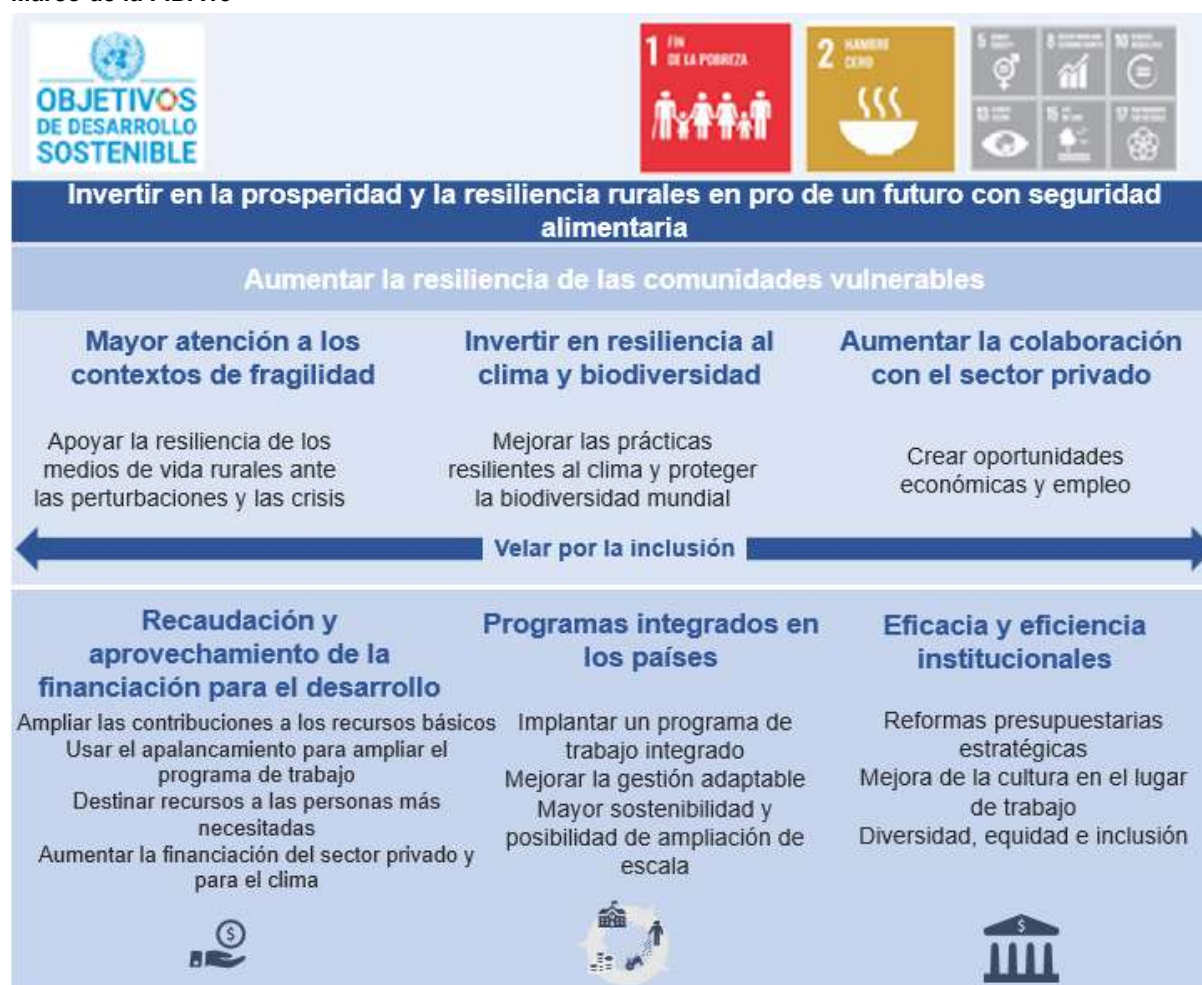 OBJETIVOS
DE DESARROLLO
SOSTENIBLE
1 FIN
DE LA POBREZA
2 HAMBRE
CERO
5
8
10
13
15
17
Invertir en la prosperidad y la resiliencia rurales en pro de un futuro con seguridad
alimentaria
Aumentar la resiliencia de las comunidades vulnerables
Mayor atención a los
contextos de fragilidad
Apoyar la resiliencia de los
medios de vida rurales ante
las perturbaciones y las crisis
Invertir en resiliencia al
clima y biodiversidad
Mejorar las prácticas
resilientes al clima y proteger
la biodiversidad mundial
Aumentar la colaboración
con el sector privado
Crear oportunidades
económicas y empleo
Velar por la inclusión
Recaudación y
aprovechamiento de la
financiación para el desarrollo
Ampliar las contribuciones a los recursos básicos
Usar el apalancamiento para ampliar el
programa de trabajo
Destinar recursos a las personas más
necesitadas
Aumentar la financiación del sector privado y
para el clima
Programas integrados en
los países
Implantar un programa de
trabajo integrado
Mejorar la gestión adaptable
Mayor sostenibilidad y
posibilidad de ampliación de
escala
Eficacia y eficiencia
institucionales
Reformas presupuestarias
estratégicas
Mejora de la cultura en el lugar
de trabajo
Diversidad, equidad e inclusión
$
$